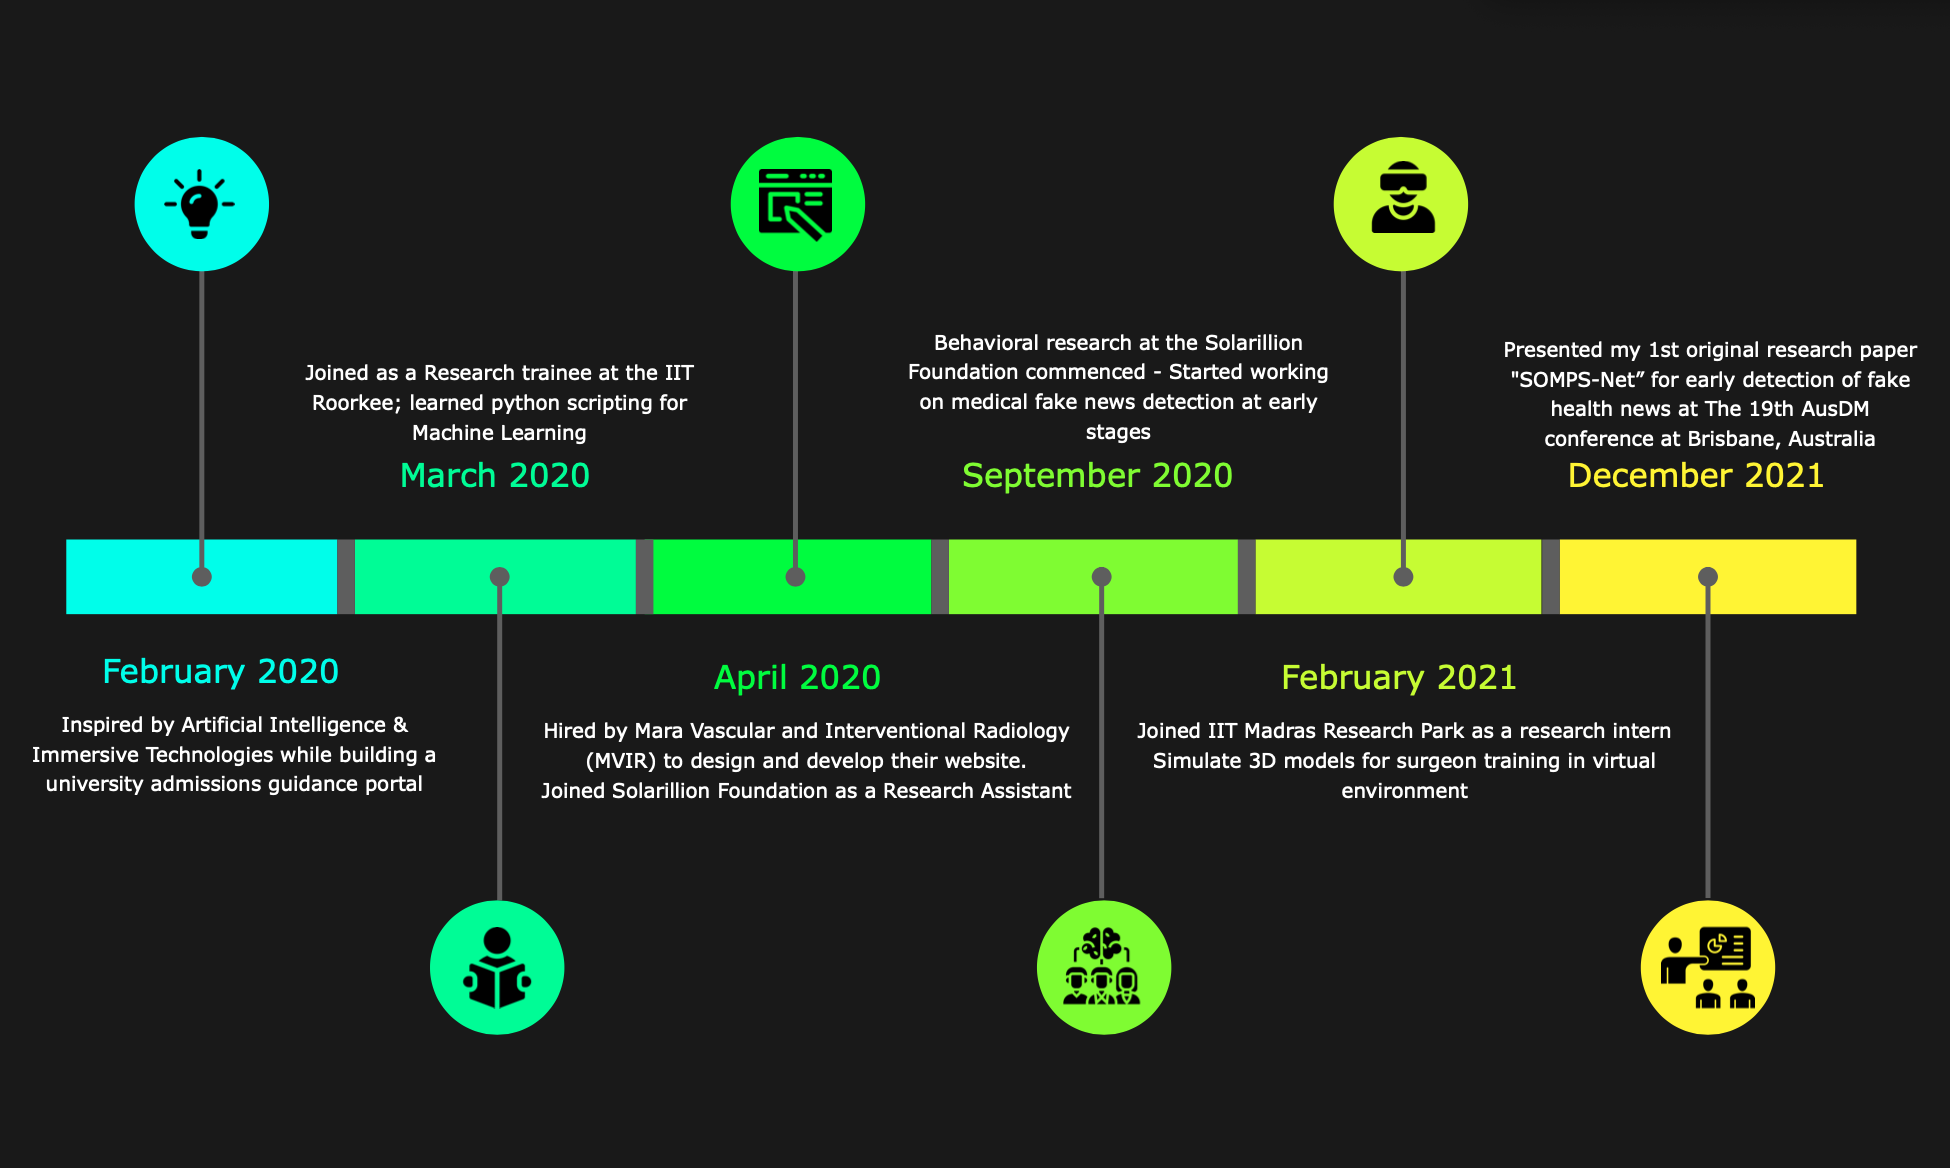 February 2020
Inspired by Artificial Intelligence &
Immersive Technologies while building a
university admissions guidance portal
Joined as a Research trainee at the IIT
Roorkee; learned python scripting for
Machine Learning
March 2020
April 2020
Hired by Mara Vascular and Interventional Radiology
(MVIR) to design and develop their website.
Joined Solarillion Foundation as a Research Assistant
Behavioral research at the Solarillion
Foundation commenced - Started working
on medical fake news detection at early
stages
September 2020
February 2021
Joined IIT Madras Research Park as a research intern
Simulate 3D models for surgeon training in virtual
environment
Presented my 1st original research paper
"SOMPS-Net” for early detection of fake
health news at The 19th AusDM
conference at Brisbane, Australia
December 2021